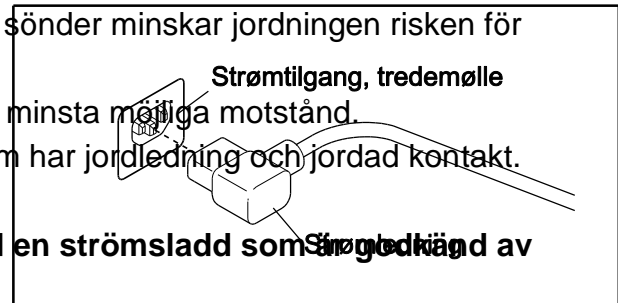 sönder minskar jordningen risken för
Strømtilgang, tredemølle
minsta möjliga motstånd.
har jordledning och jordad kontakt.
en strömsladd som är godkänd av